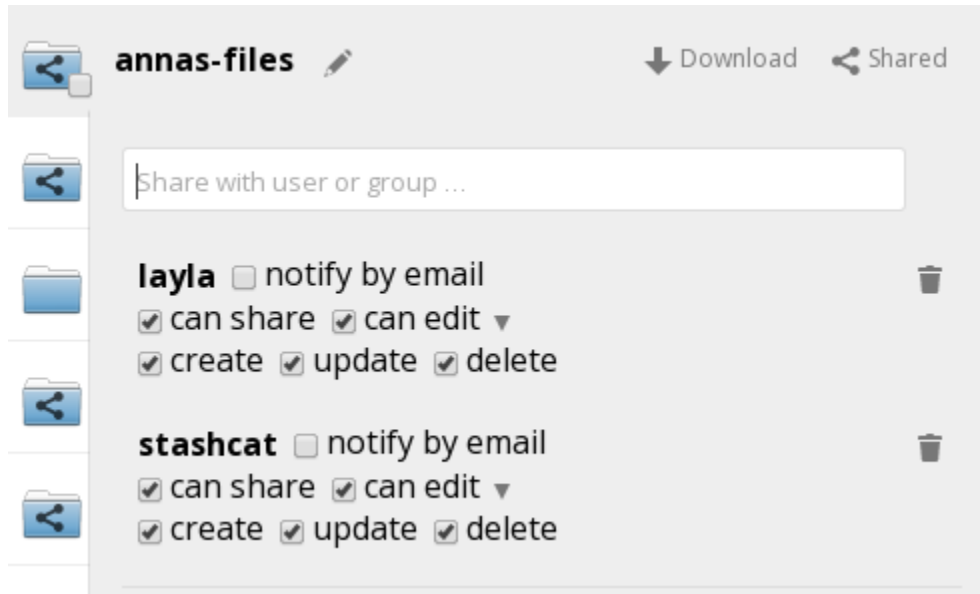 annas-files Download Shared
Share with user or group ...
layla notify by email
can share can edit
create update delete
stashcat notify by email
can share can edit
create update delete